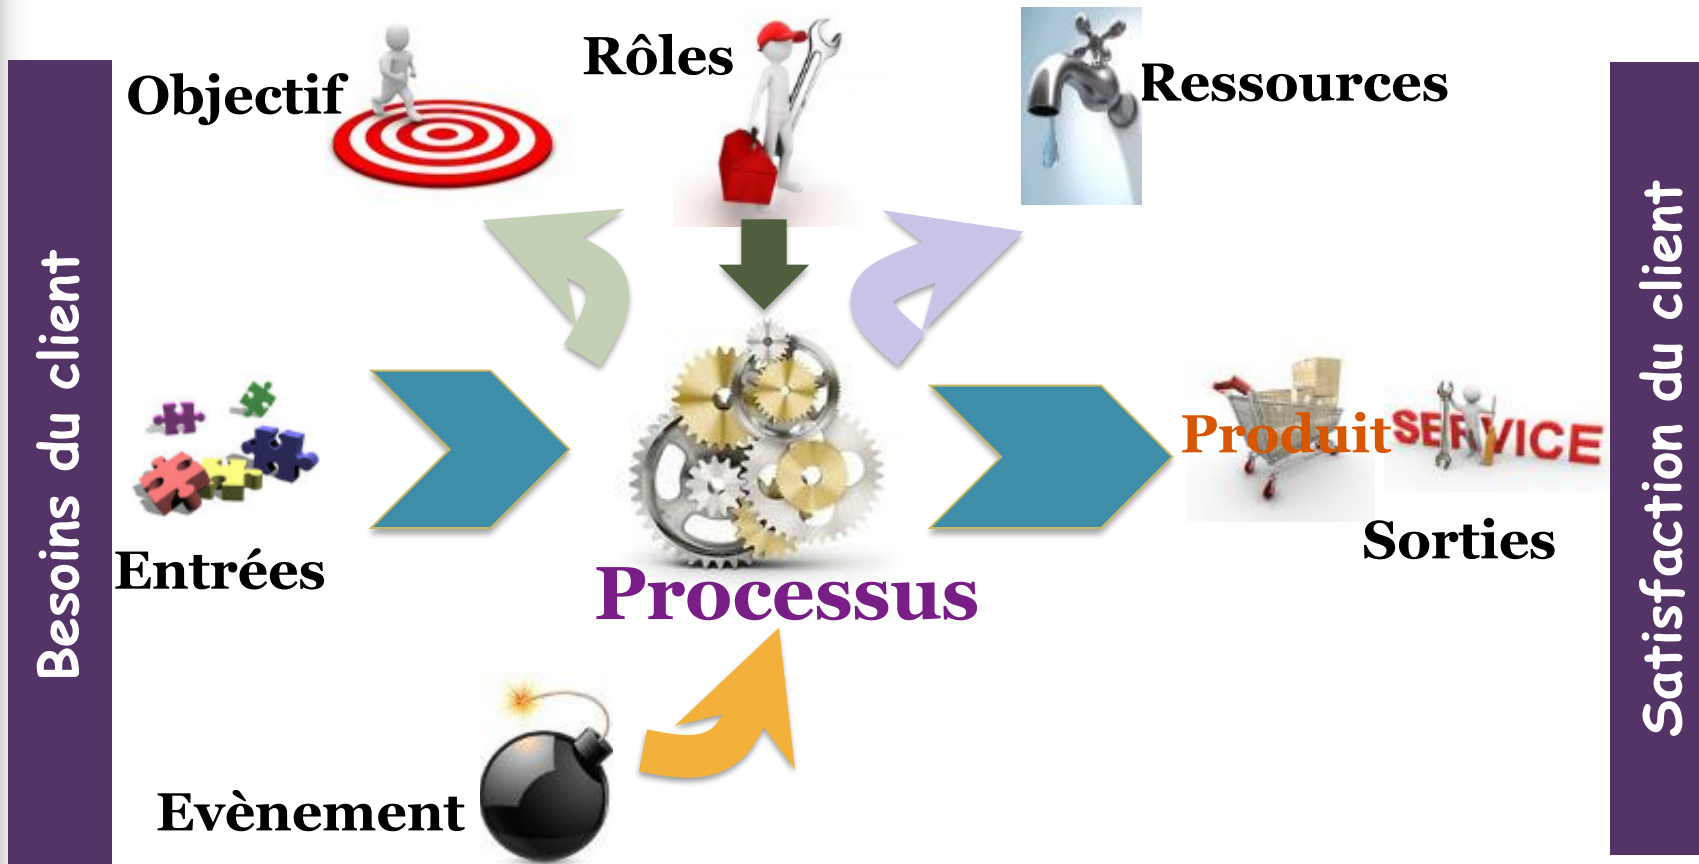 Besoins du client
Objectif
Rôles
Ressources
Entrées
Processus
Produit
SERVICE
Sorties
Evènement
Satisfaction du client